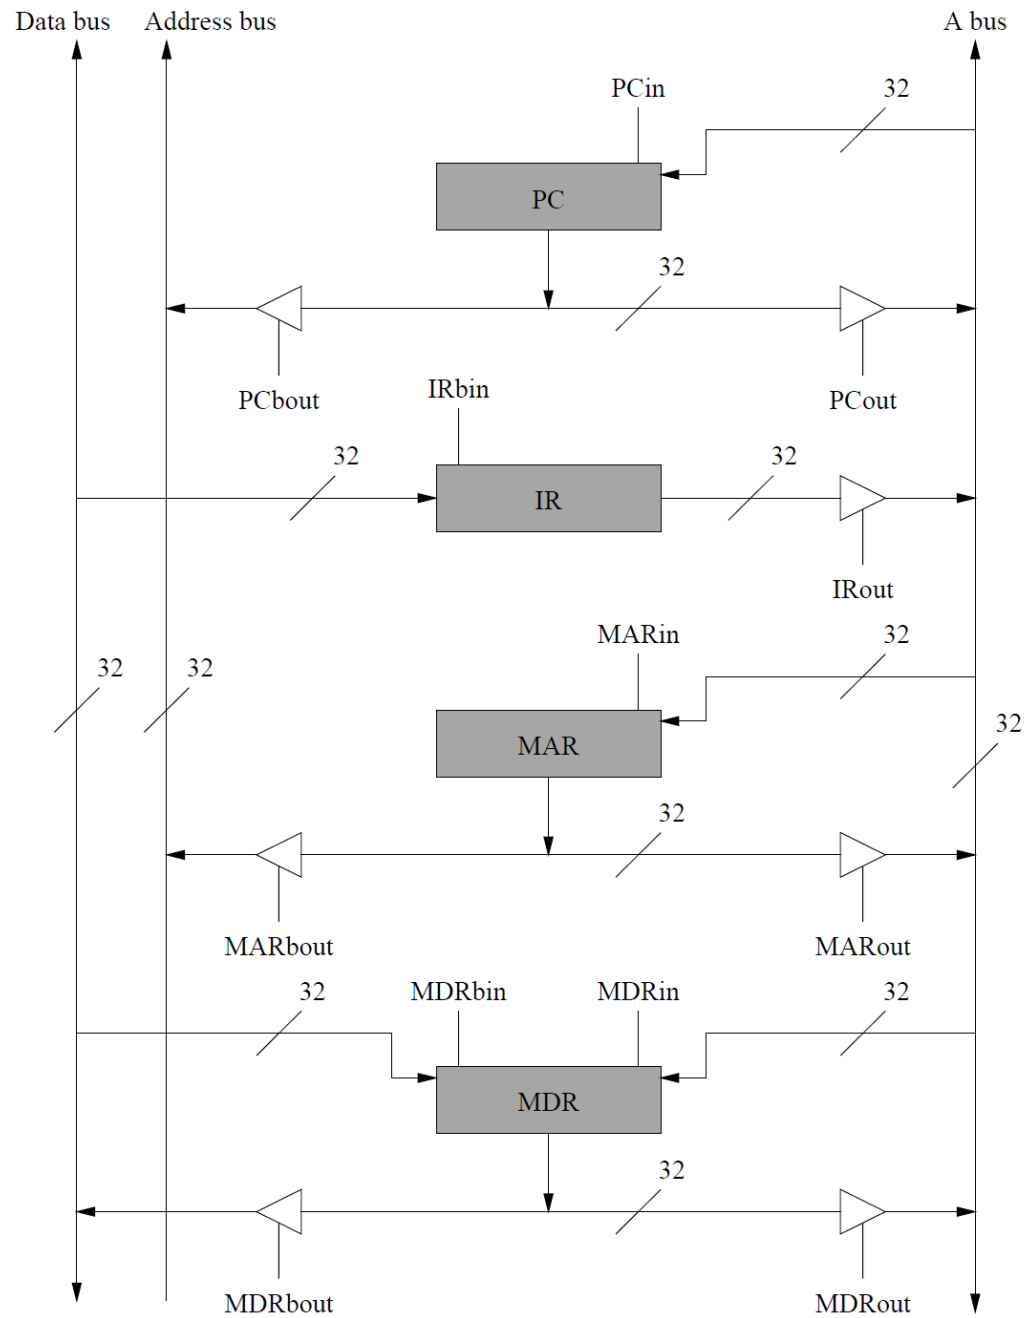 Data bus Address bus A bus
PCin 32
PC
32
PCbout PCout
IRbin
32 32
IR
IRout
MARin 32
32 32
32
MAR
32
MARbout MARout
32 MDRbin MDRin 32
MDR
32
MDRbout MDRout